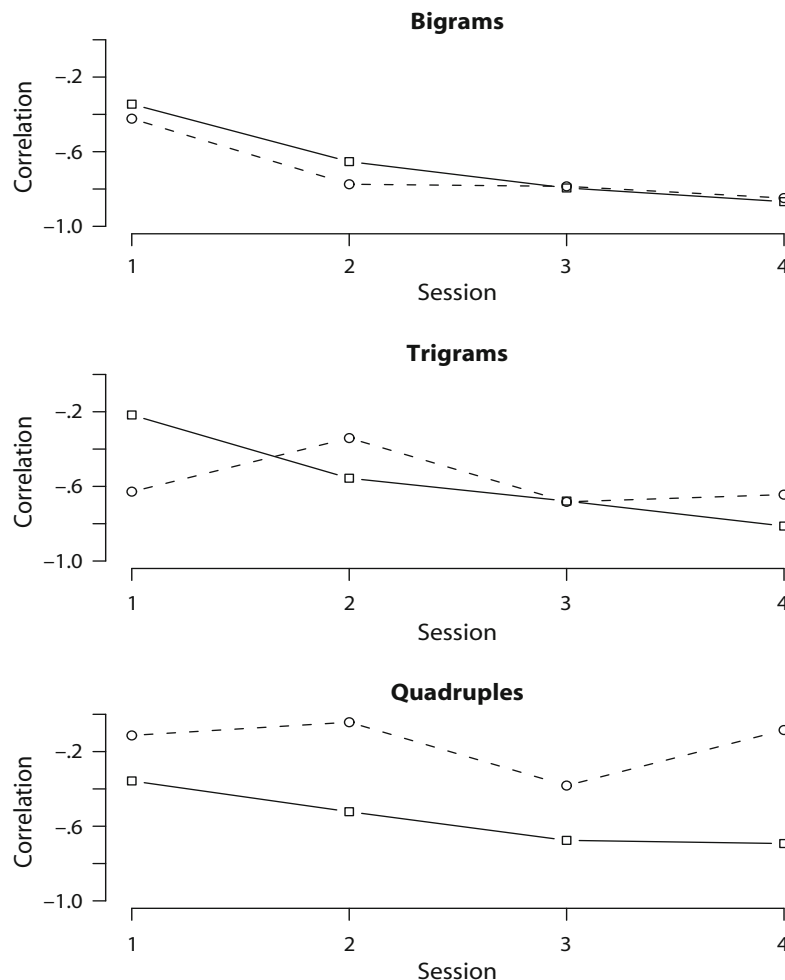 Bigrams
Correlation
–.2
–.6
–1.0
1 2 3 4
Session
Trigrams
Correlation
–.2
–.6
–1.0
1 2 3 4
Session
Quadruples
Correlation
–.2
–.6
–1.0
1 2 3 4
Session